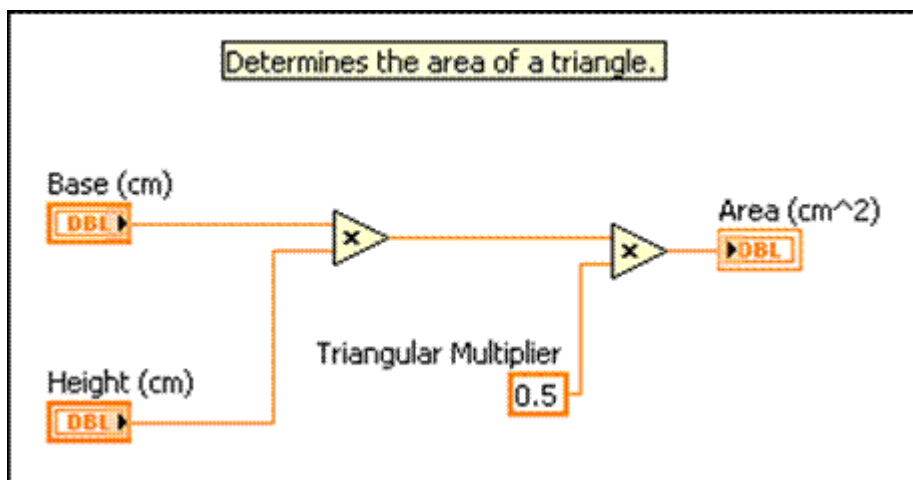 Determines the area of a triangle.
Base (cm)
DBL
Area (cm^2)
DBL
×
×
Triangular Multiplier
0.5
Height (cm)
DBL